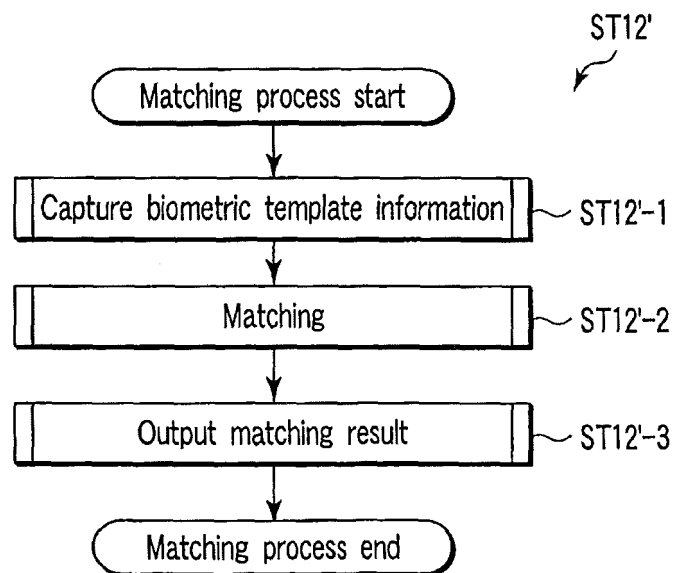 ST12'
Matching process start
Capture biometric template information
ST12'-1
Matching
ST12'-2
Output matching result
ST12'-3
Matching process end